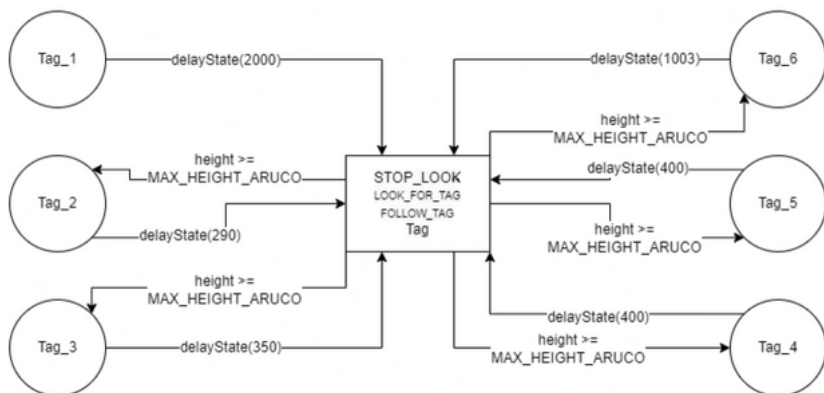 Tag_1
delayState(2000)
delayState(1003)
Tag_6
height >=
MAX_HEIGHT_ARUCO
height >=
MAX_HEIGHT_ARUCO
Tag_2
delayState(290)
STOP_LOOK
LOOK_FOR_TAG
FOLLOW_TAG
Tag
delayState(400)
Tag_5
height >=
MAX_HEIGHT_ARUCO
height >=
MAX_HEIGHT_ARUCO
Tag_3
delayState(350)
delayState(400)
Tag_4
height >=
MAX_HEIGHT_ARUCO